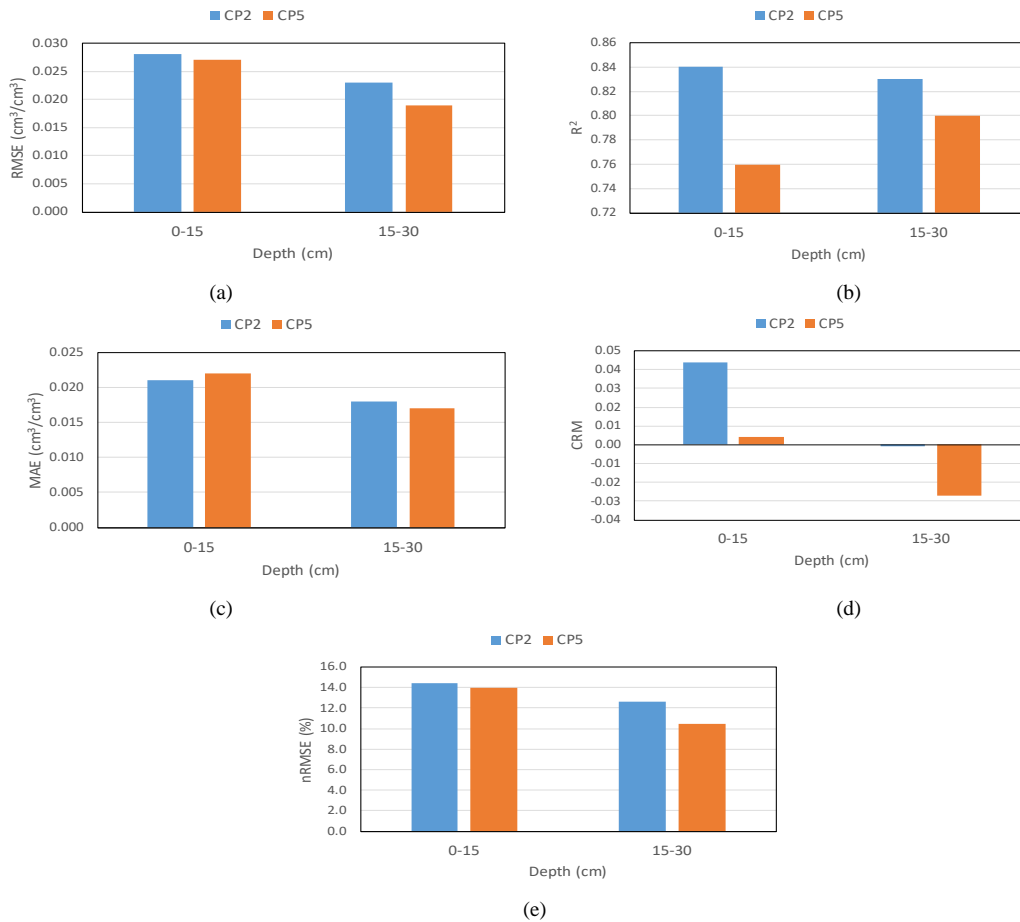 CP2 CP5
0.030
0.025
0.020
0.015
0.010
0.005
0.000
RMSE (cm³/cm³)
0-15 15-30
Depth (cm)
(a)
CP2 CP5
0.86
0.84
0.82
0.80
0.78
0.76
0.74
0.72
R²
0-15 15-30
Depth (cm)
(b)
CP2 CP5
0.025
0.020
0.015
0.010
0.005
0.000
MAE (cm³/cm³)
0-15 15-30
Depth (cm)
(c)
CP2 CP5
0.05
0.04
0.03
0.02
0.01
0.00
-0.01
-0.02
-0.03
-0.04
CRM
0-15 15-30
Depth (cm)
(d)
CP2 CP5
16.0
14.0
12.0
10.0
8.0
6.0
4.0
2.0
0.0
nRMSE (%)
0-15 15-30
Depth (cm)
(e)